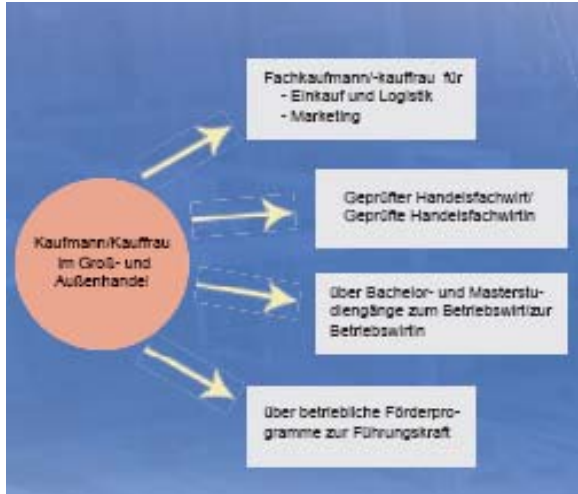 Fachkaufmann/-kauffrau für
- Einkauf und Logistik
- Marketing
Geprüfter Handelsfachwirt/
Geprüfte Handelsfachwirtin
Kaufmann/Kauffrau
im Groß- und
Außenhandel
über Bachelor- und Masterstu-
diengänge zum Betriebswirt/zur
Betriebswirtin
über betriebliche Förderpro-
gramme zur Führungskraft